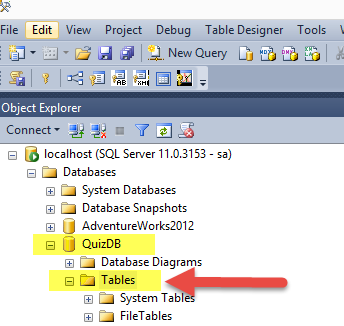 File Edit View Project Debug Table Designer
New Query
Object Explorer
Connect
localhost (SQL Server 11.0.3153 - sa)
Databases
System Databases
Database Snapshots
AdventureWorks2012
QuizDB
Database Diagrams
Tables
System Tables
FileTables